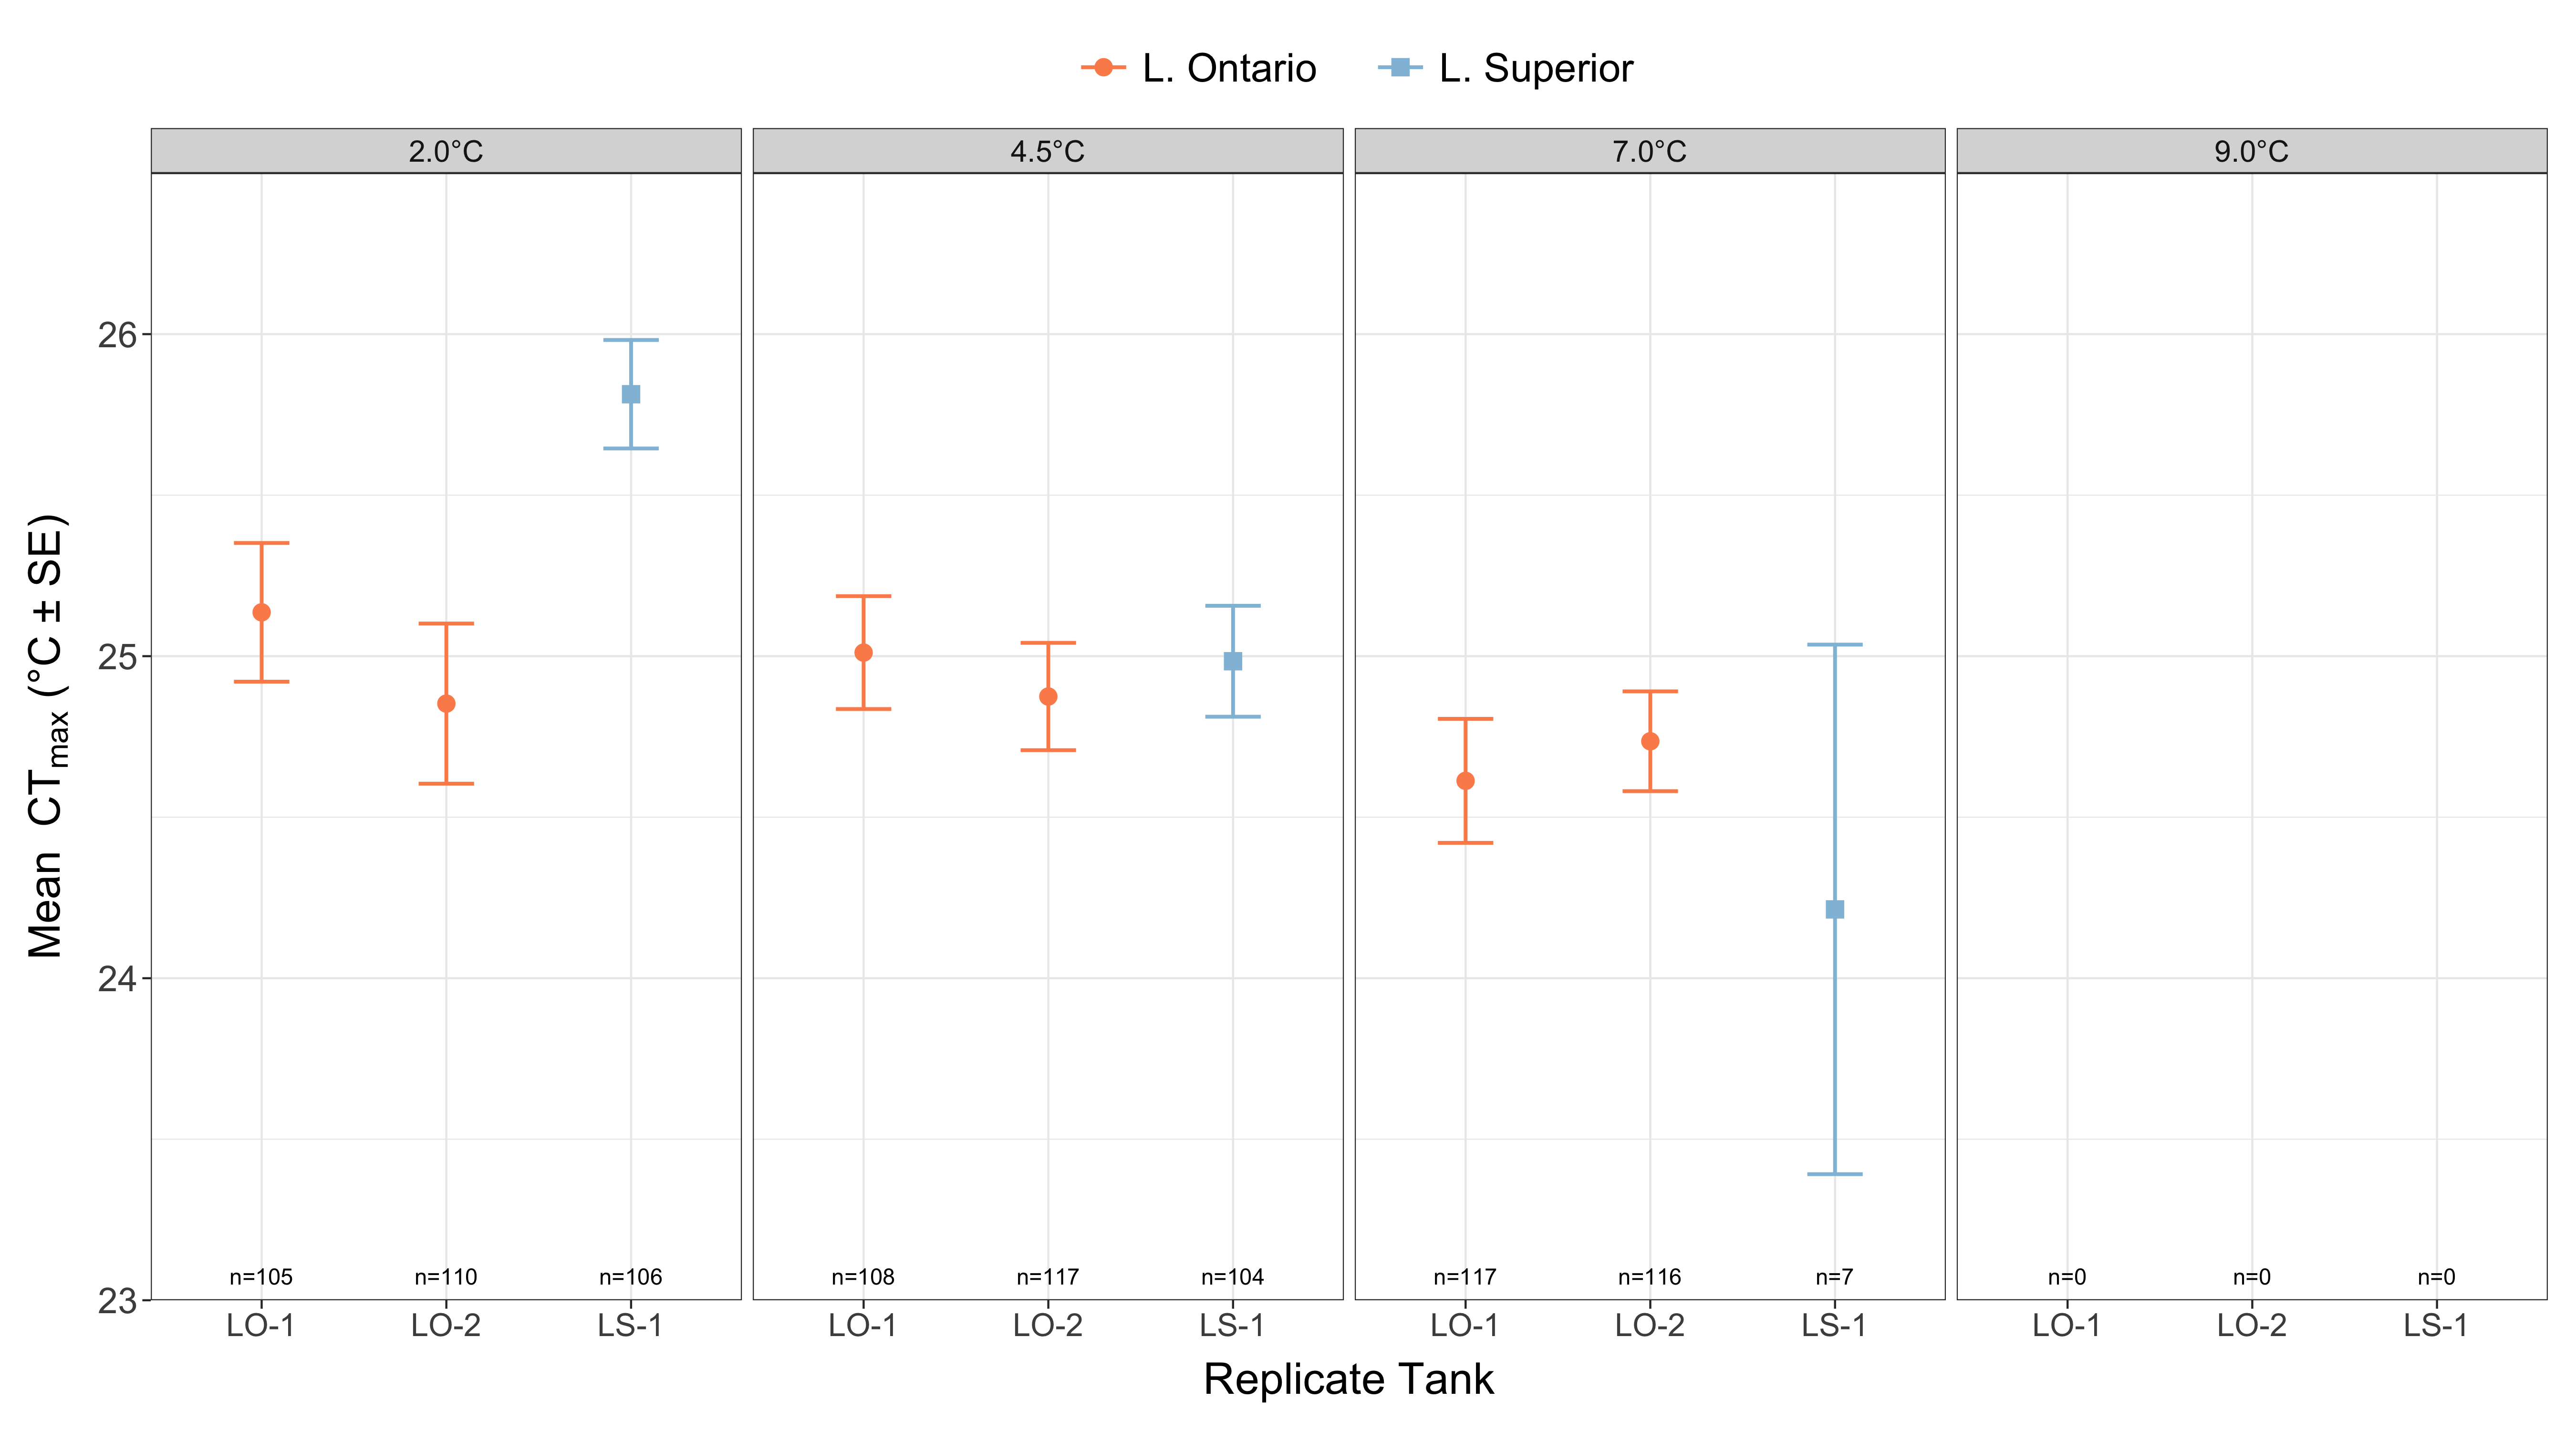 L. Ontario L. Superior
2.0°C 4.5°C 7.0°C 9.0°C
26
25
24
23
Mean CTmax (°C ± SE)
n=105 n=110 n=106 n=108 n=117 n=104 n=117 n=116 n=7 n=0 n=0 n=0
LO-1 LO-2 LS-1 LO-1 LO-2 LS-1 LO-1 LO-2 LS-1 LO-1 LO-2 LS-1
Replicate Tank